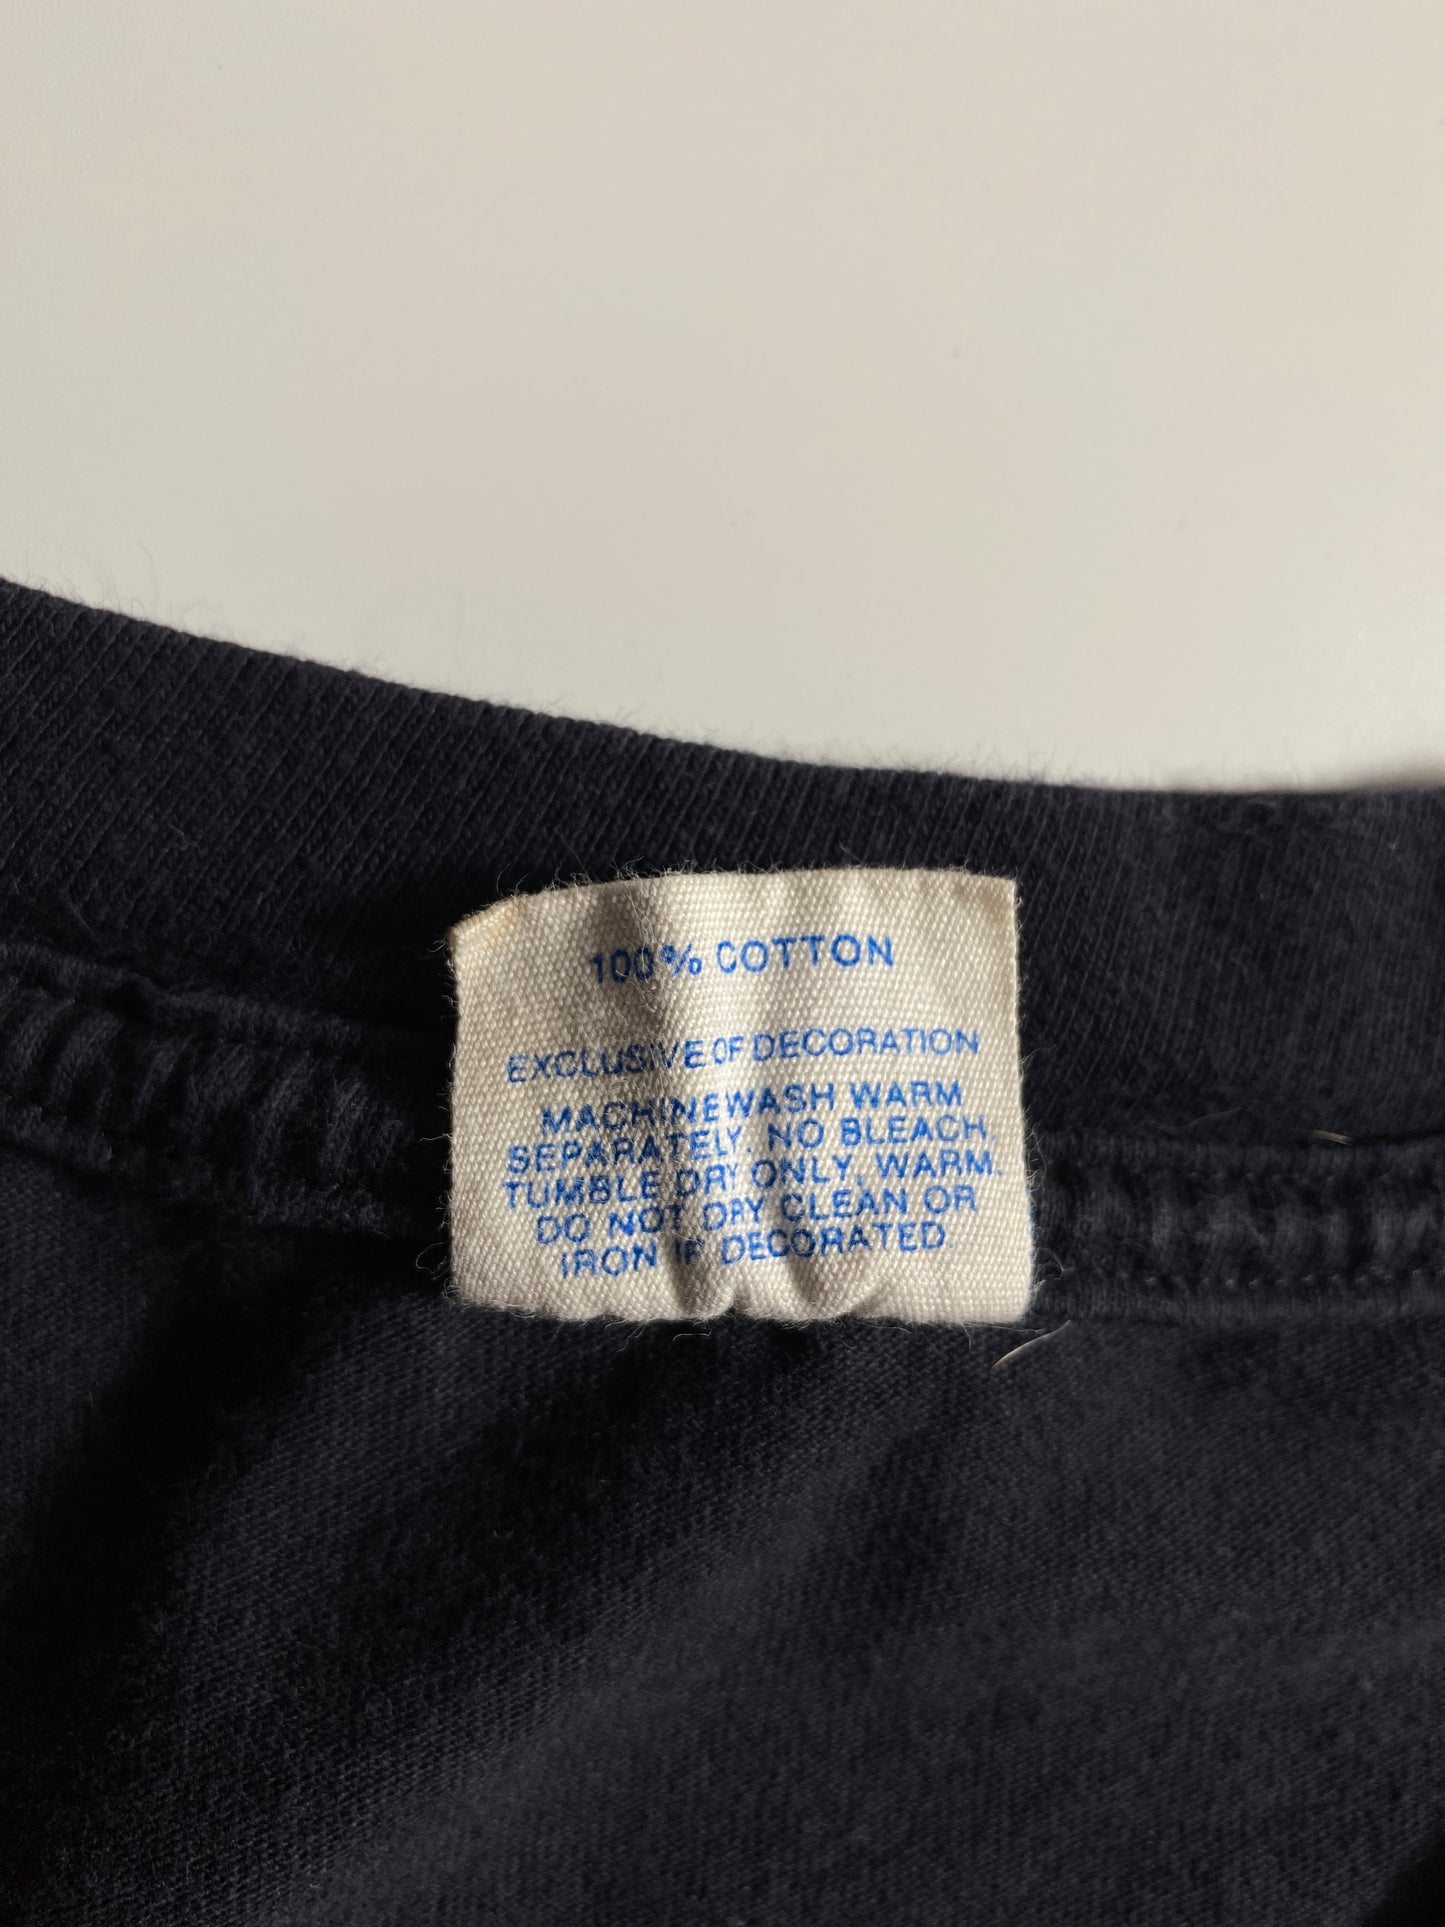 100% COTTON
EXCLUSIVE OF DECORATION
MACHINE WASH WARM
SEPARATELY. NO BLEACH.
TUMBLE DRY ONLY, WARM.
DO NOT DRY CLEAN OR
IRON IF DECORATED.